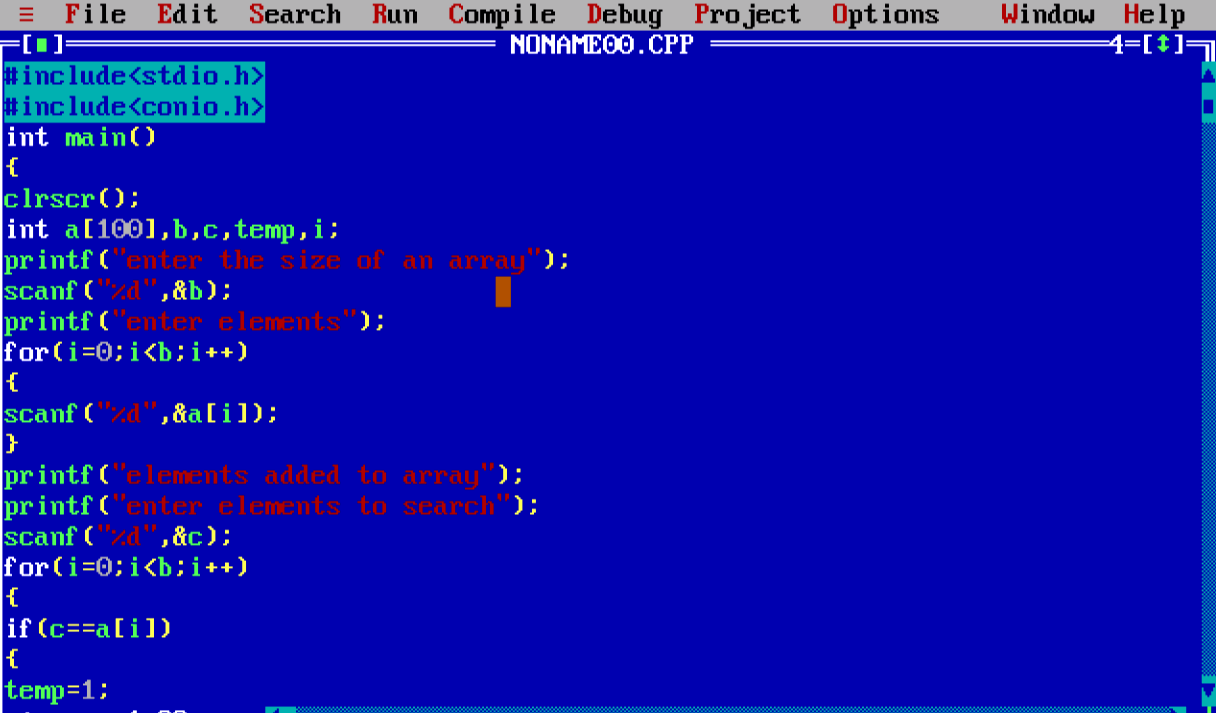 ≡ File Edit Search Run Compile Debug Project Options Window Help
[■] NONAME00.CPP 4=[↕]
#include<stdio.h>
#include<conio.h>
int main()
{
clrscr();
int a[100],b,c,temp,i;
printf("enter the size of an array");
scanf("%d",&b);
printf("enter elements");
for(i=0;i<b;i++)
{
scanf("%d",&a[i]);
}
printf("elements added to array");
printf("enter elements to search");
scanf("%d",&c);
for(i=0;i<b;i++)
{
if(c==a[i])
{
temp=1;